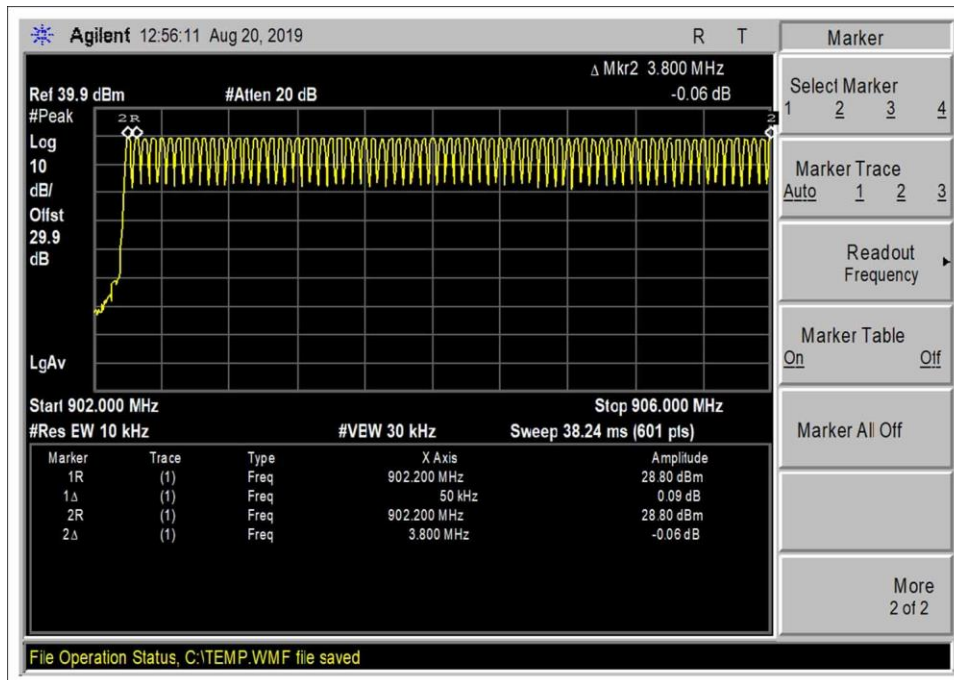 Agilent 12:56:11 Aug 20, 2019 R T
Δ Mkr2 3.800 MHz
Ref 39.9 dBm #Atten 20 dB -0.06 dB
#Peak
Log
10
dB/
Offst
29.9
dB
LgAv
2R
2
Start 902.000 MHz Stop 906.000 MHz
#Res EW 10 kHz #VBW 30 kHz Sweep 38.24 ms (601 pts)
Marker Trace Type X Axis Amplitude
1R (1) Freq 902.200 MHz 28.80 dBm
1Δ (1) Freq 50 kHz 0.09 dB
2R (1) Freq 902.200 MHz 28.80 dBm
2Δ (1) Freq 3.800 MHz -0.06 dB
File Operation Status, C:\TEMP.WMF file saved
Marker
Select Marker
1 2 3 4
Marker Trace
Auto 1 2 3
Readout
Frequency
Marker Table
On Off
Marker All Off
More
2 of 2